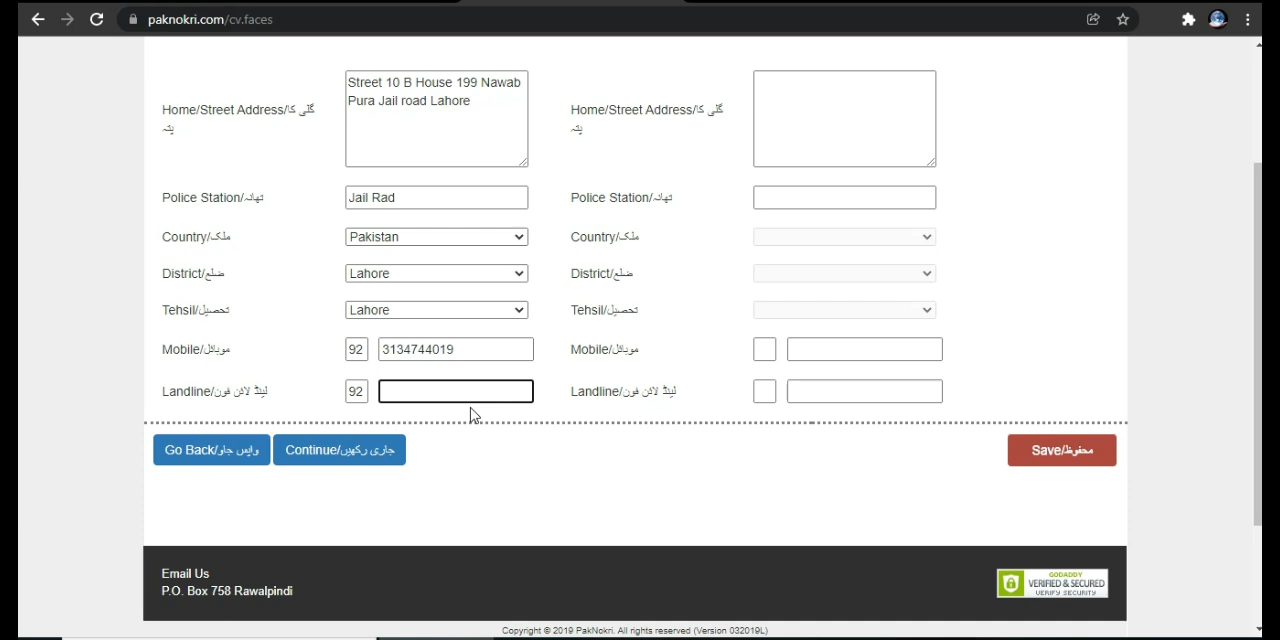 paknokri.com/cv.faces
Home/Street Address/گلی کا پتہ
Street 10 B House 199 Nawab
Pura Jail road Lahore
Home/Street Address/گلی کا پتہ
Police Station/تھانہ
Jail Rad
Police Station/تھانہ
Country/ملک
Pakistan
Country/ملک
District/ضلع
Lahore
District/ضلع
Tehsil/تحصیل
Lahore
Tehsil/تحصیل
Mobile/موبائل
92
3134744019
Mobile/موبائل
Landline/لینڈ لائن فون
92
Landline/لینڈ لائن فون
Go Back/واپس جاو
Continue/جاری رکھیں
Save/محفوظ
Email Us
P.O. Box 758 Rawalpindi
GODADDY
VERIFIED & SECURED
VERIFY SECURITY
Copyright © 2019 PakNokri. All rights reserved (Version 032019L)